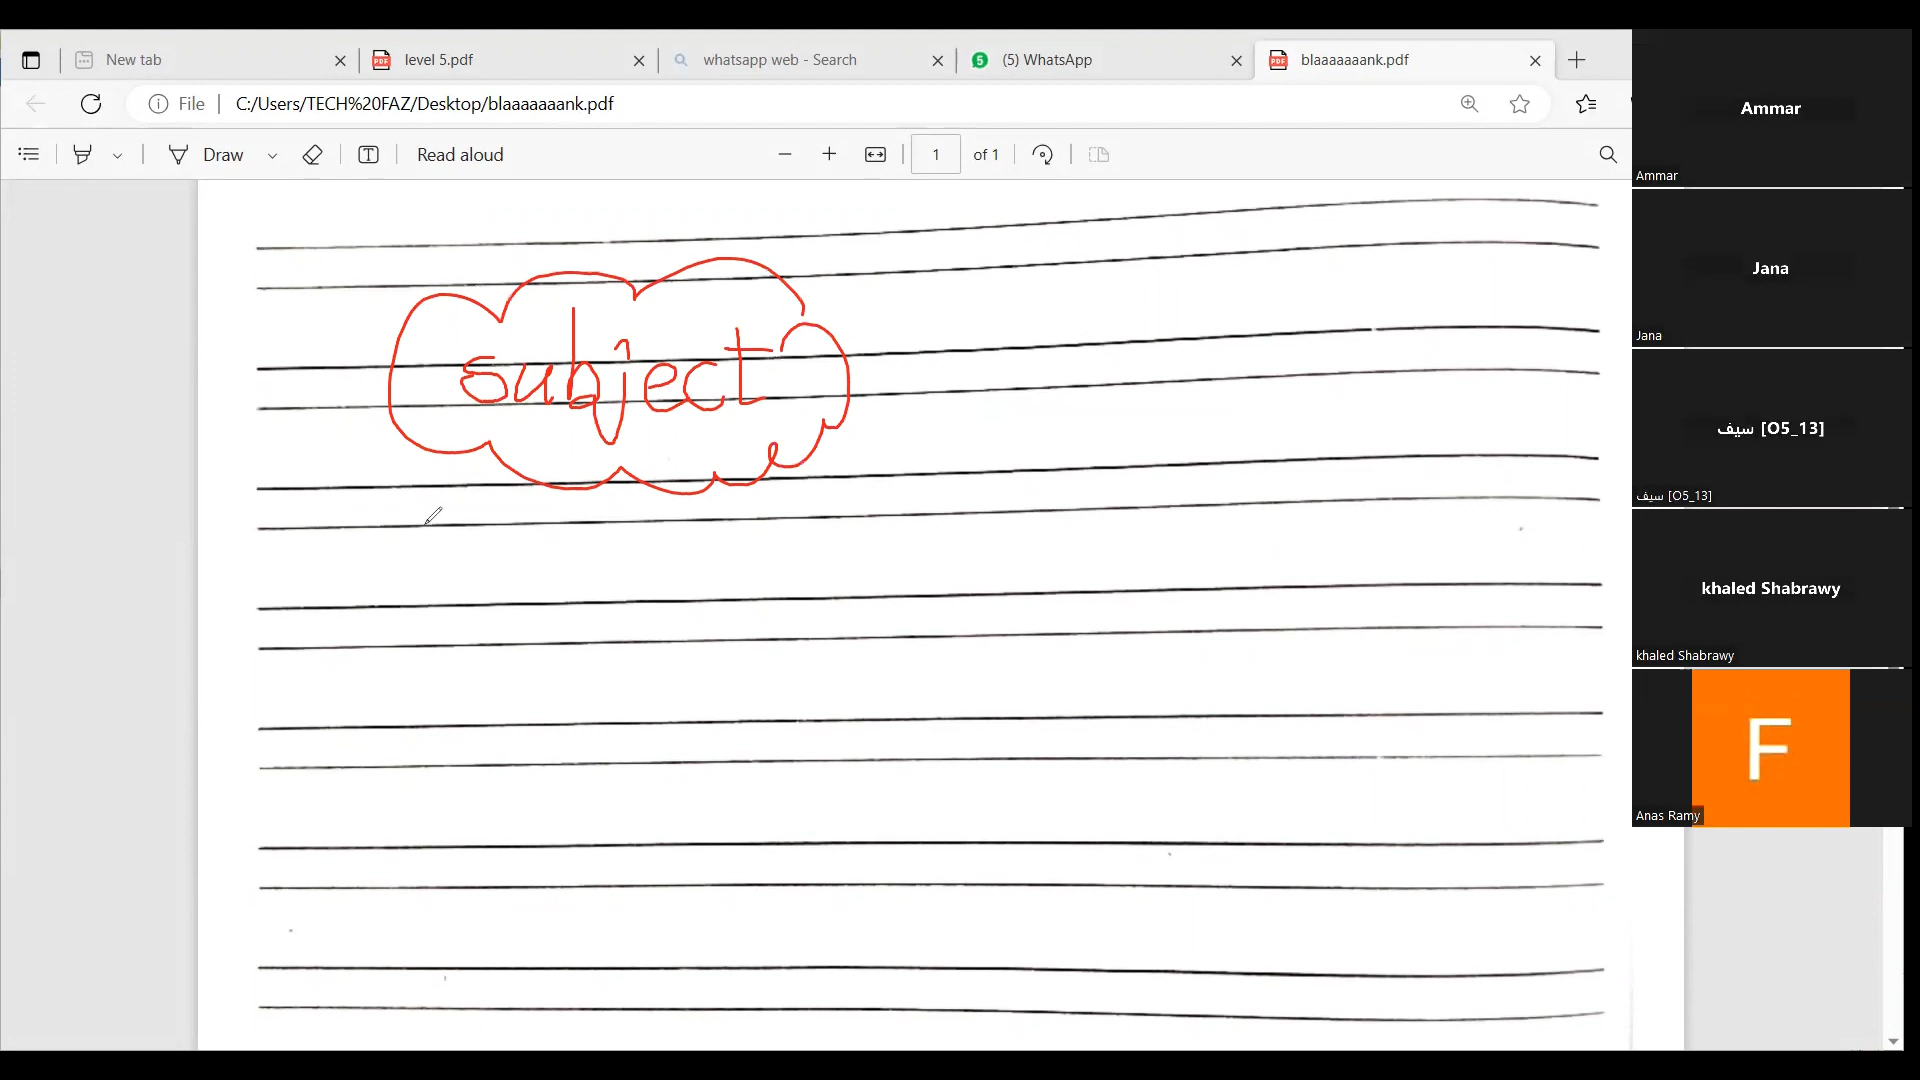 New tab
level 5.pdf
whatsapp web - Search
5 (5) WhatsApp
blaaaaaaank.pdf
File C:/Users/TECH%20FAZ/Desktop/blaaaaaaank.pdf
Draw
Read aloud
1 of 1
subject
Ammar
Ammar
Jana
Jana
سيف [O5_13]
سيف [O5_13]
khaled Shabrawy
khaled Shabrawy
F
Anas Ramy